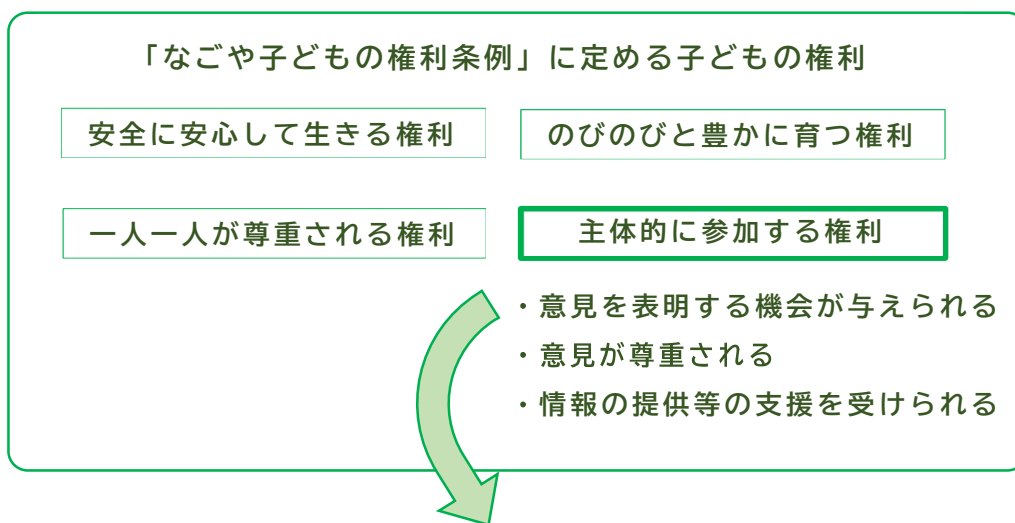 「なごや子どもの権利条例」に定める子どもの権利
安全に安心して生きる権利
のびのびと豊かに育つ権利
一人一人が尊重される権利
主体的に参加する権利
・意見を表明する機会が与えられる
・意見が尊重される
・情報の提供等の支援を受けられる